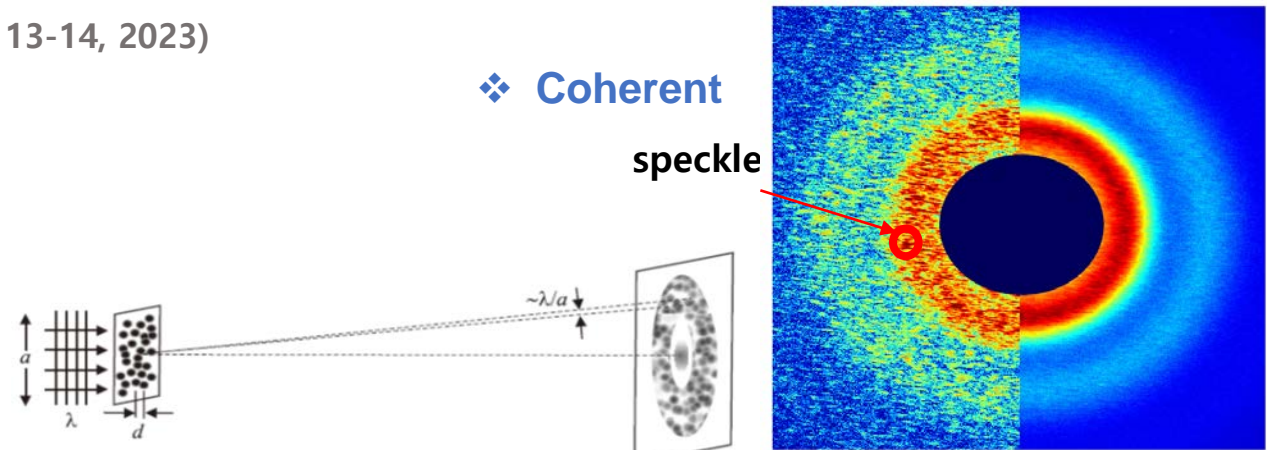 13-14, 2023)
❖ Coherent
speckle
~λ/a
a
λ
d